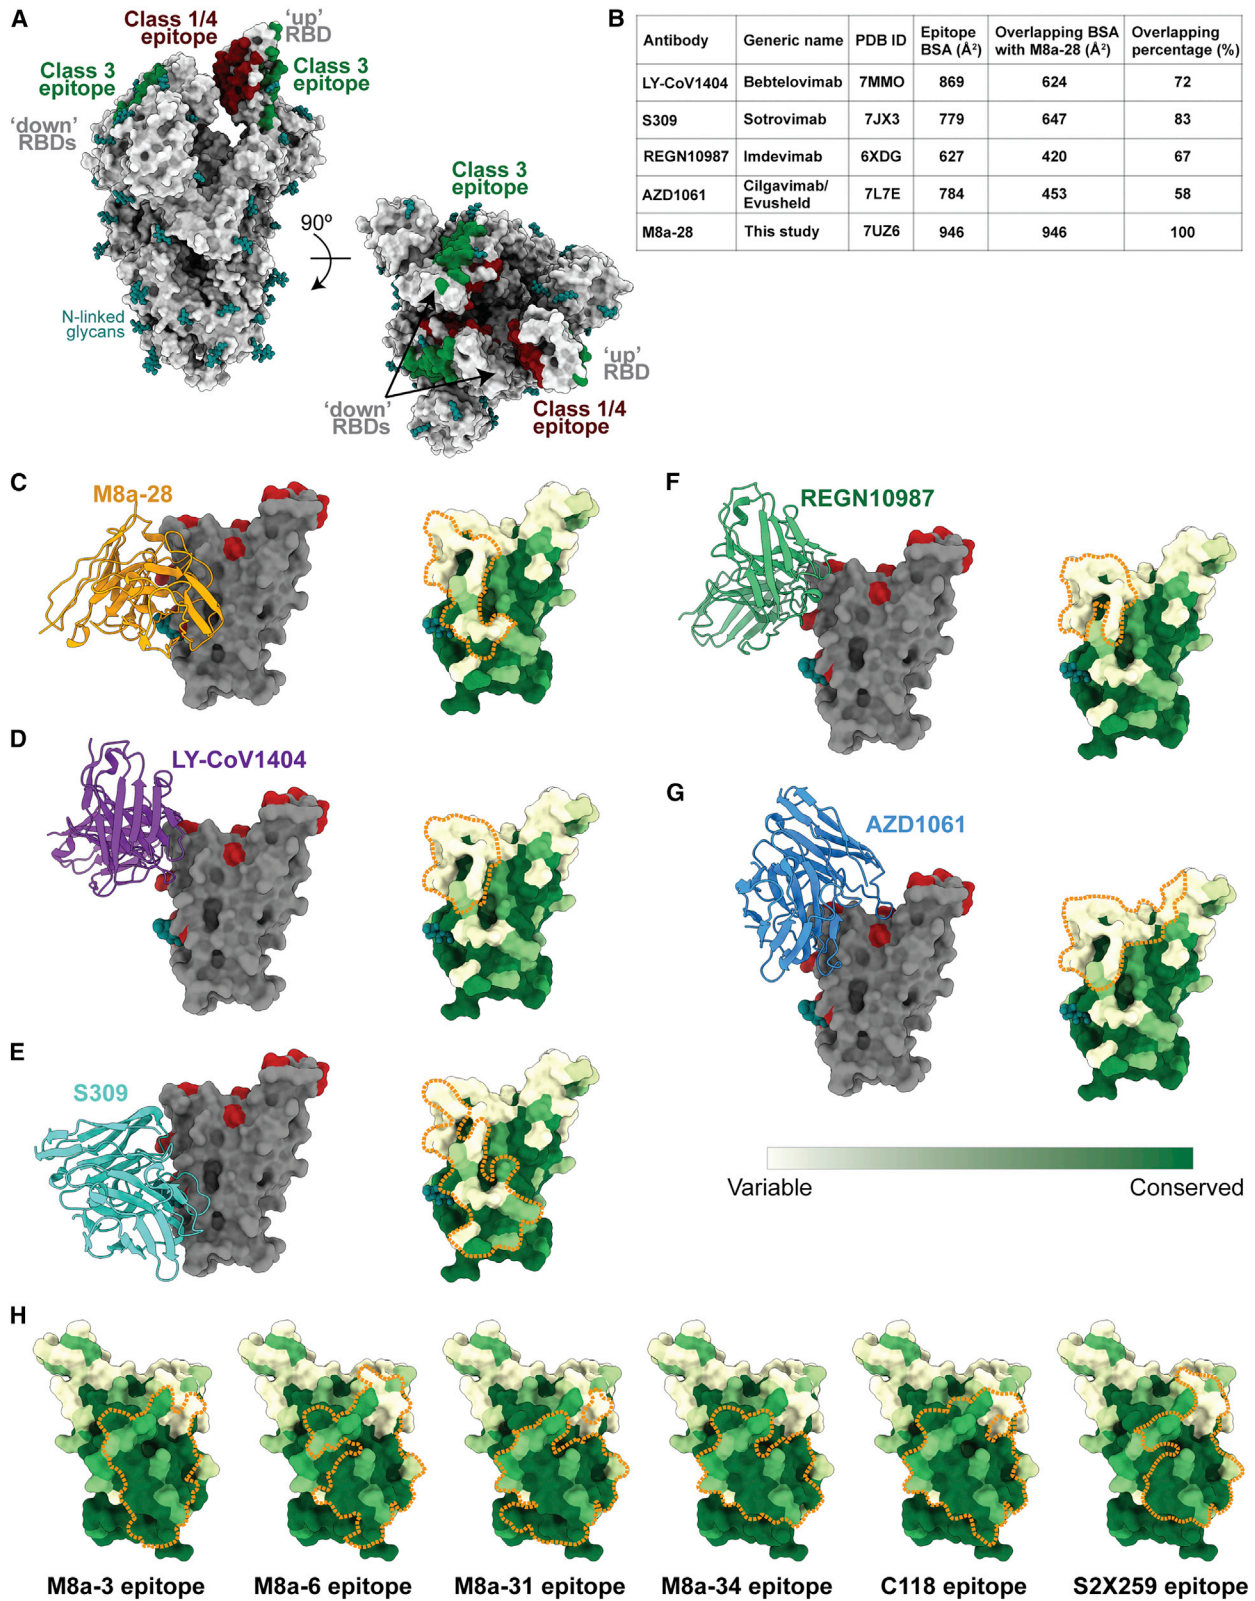 A
Class 1/4
epitope
'up'
RBD
Class 3
epitope
Class 3
epitope
'down'
RBDs
N-linked
glycans
90º
Class 3
epitope
'up'
RBD
'down'
RBDs
Class 1/4
epitope
B
Antibody Generic name PDB ID Epitope BSA (Å²) Overlapping BSA with M8a-28 (Å²) Overlapping percentage (%)
LY-CoV1404 Bebtelovimab 7MMO 869 624 72
S309 Sotrovimab 7JX3 779 647 83
REGN10987 Imdevimab 6XDG 627 420 67
AZD1061 Cilgavimab/ Evusheld 7L7E 784 453 58
M8a-28 This study 7UZ6 946 946 100
C
M8a-28
D
LY-CoV1404
E
S309
F
REGN10987
G
AZD1061
Variable Conserved
H
M8a-3 epitope M8a-6 epitope M8a-31 epitope M8a-34 epitope C118 epitope S2X259 epitope